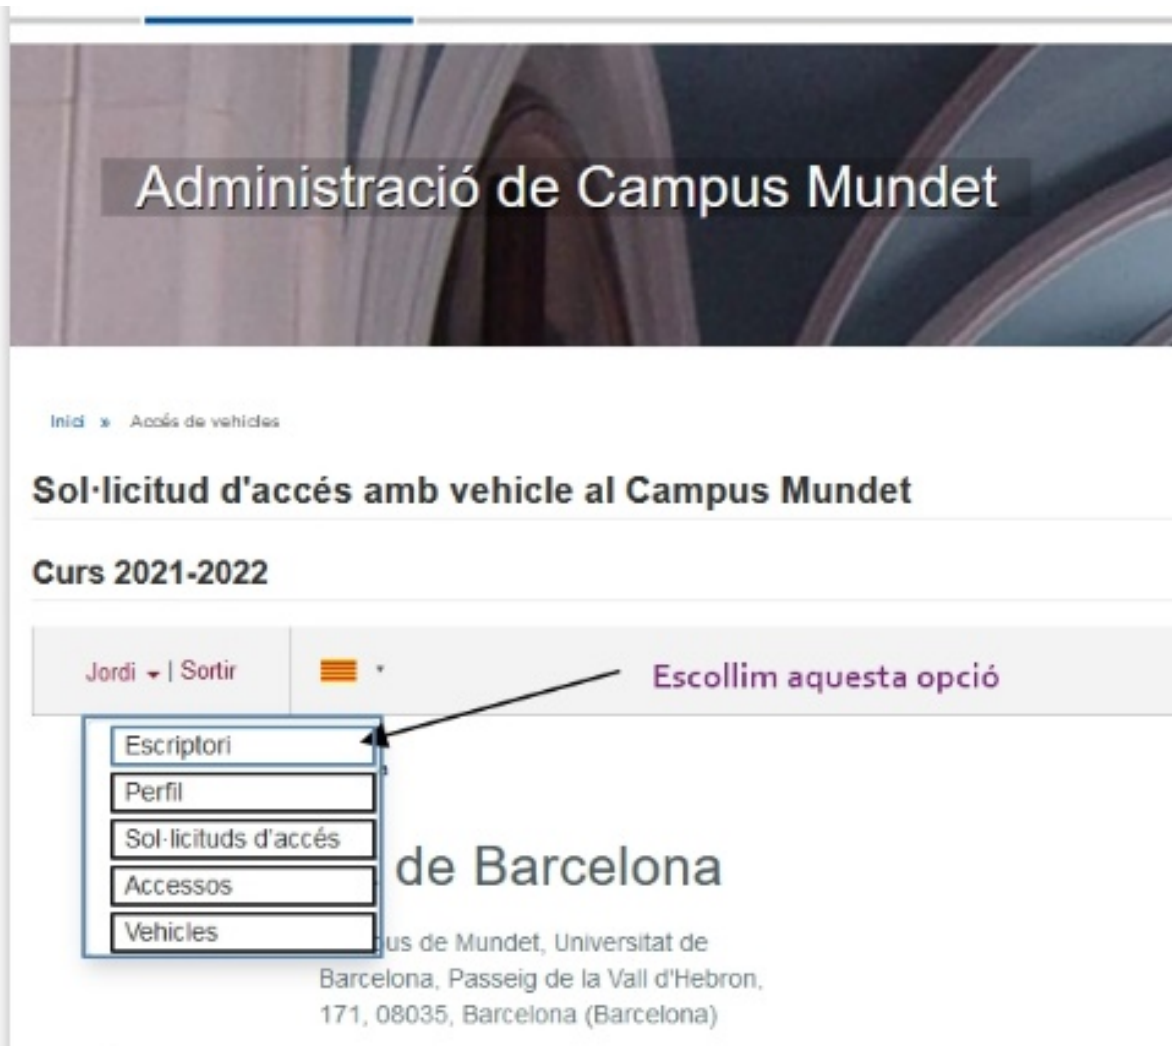 Administració de Campus Mundet
Inici » Accés de vehicles
Sol·licitud d'accés amb vehicle al Campus Mundet
Curs 2021-2022
Jordi | Sortir
Escollim aquesta opció
Escriptori
Perfil
Sol·licituds d'accés
Accessos
Vehicles
de Barcelona
de Mundet, Universitat de
Barcelona, Passeig de la Vall d'Hebron,
171, 08035, Barcelona (Barcelona)